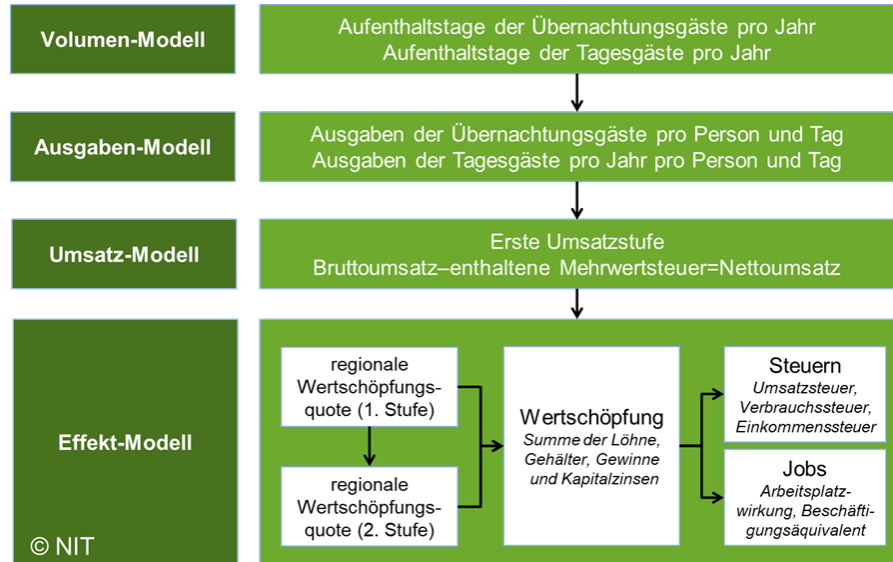 Volumen-Modell
Aufenthaltstage der Übernachtungsgäste pro Jahr
Aufenthaltstage der Tagesgäste pro Jahr
Ausgaben-Modell
Ausgaben der Übernachtungsgäste pro Person und Tag
Ausgaben der Tagesgäste pro Jahr pro Person und Tag
Umsatz-Modell
Erste Umsatzstufe
Bruttoumsatz–enthaltene Mehrwertsteuer=Nettoumsatz
Effekt-Modell
© NIT
regionale
Wertschöpfungs-
quote (1. Stufe)
regionale
Wertschöpfungs-
quote (2. Stufe)
Wertschöpfung
Summe der Löhne,
Gehälter, Gewinne
und Kapitalzinsen
Steuern
Umsatzsteuer,
Verbrauchssteuer,
Einkommenssteuer
Jobs
Arbeitsplatz-
wirkung, Beschäfti-
gungsäquivalent